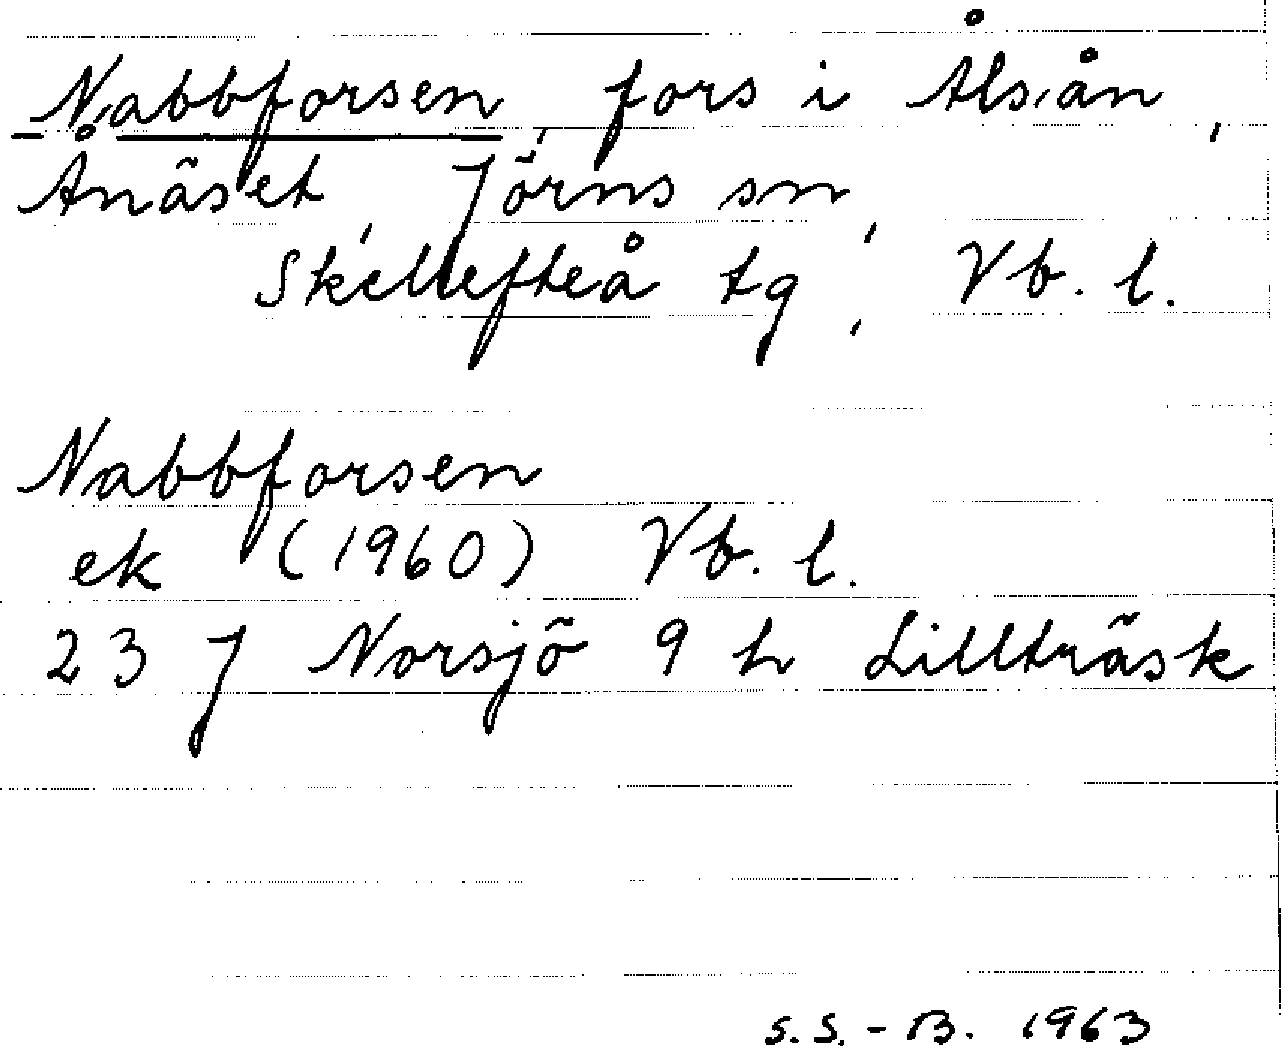 Nabbforsen, fors i Ålsån,
Ånäset, Jörns sn,
Skellefteå tg, Vb. l.
Nabbforsen
ek (1960) Vb. l.
23 J Norsjö 9 h Lillträsk
S.S.-B. 1963